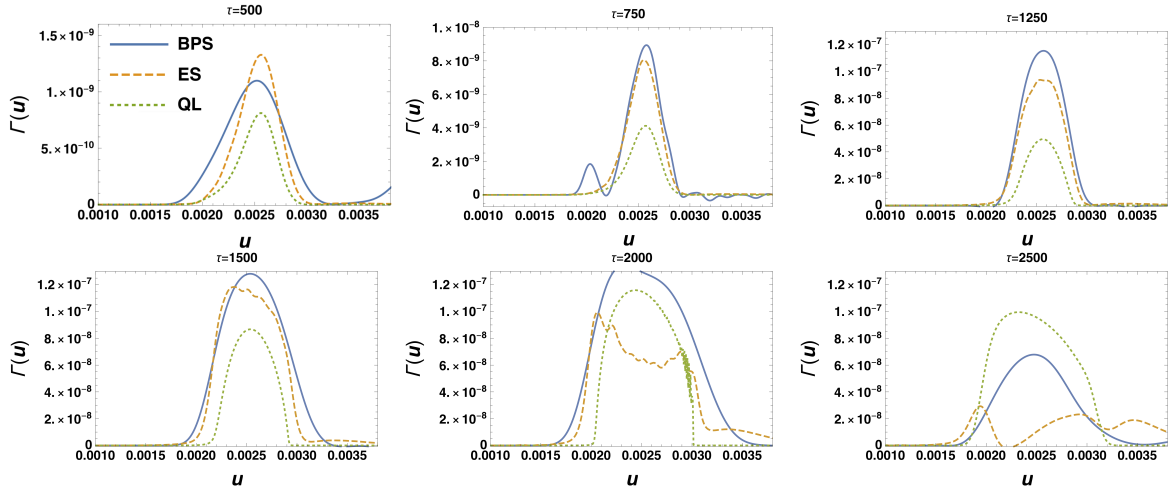 τ=500
1.5×10⁻⁹
1.×10⁻⁹
5.×10⁻¹⁰
0
Γ(u)
BPS
ES
QL
0.0010 0.0015 0.0020 0.0025 0.0030 0.0035
u
τ=750
1.×10⁻⁸
8.×10⁻⁹
6.×10⁻⁹
4.×10⁻⁹
2.×10⁻⁹
0
Γ(u)
0.0010 0.0015 0.0020 0.0025 0.0030 0.0035
u
τ=1250
1.2×10⁻⁷
1.×10⁻⁷
8.×10⁻⁸
6.×10⁻⁸
4.×10⁻⁸
2.×10⁻⁸
0
Γ(u)
0.0010 0.0015 0.0020 0.0025 0.0030 0.0035
u
τ=1500
1.2×10⁻⁷
1.×10⁻⁷
8.×10⁻⁸
6.×10⁻⁸
4.×10⁻⁸
2.×10⁻⁸
0
Γ(u)
0.0010 0.0015 0.0020 0.0025 0.0030 0.0035
u
τ=2000
1.2×10⁻⁷
1.×10⁻⁷
8.×10⁻⁸
6.×10⁻⁸
4.×10⁻⁸
2.×10⁻⁸
0
Γ(u)
0.0010 0.0015 0.0020 0.0025 0.0030 0.0035
u
τ=2500
1.2×10⁻⁷
1.×10⁻⁷
8.×10⁻⁸
6.×10⁻⁸
4.×10⁻⁸
2.×10⁻⁸
0
Γ(u)
0.0010 0.0015 0.0020 0.0025 0.0030 0.0035
u